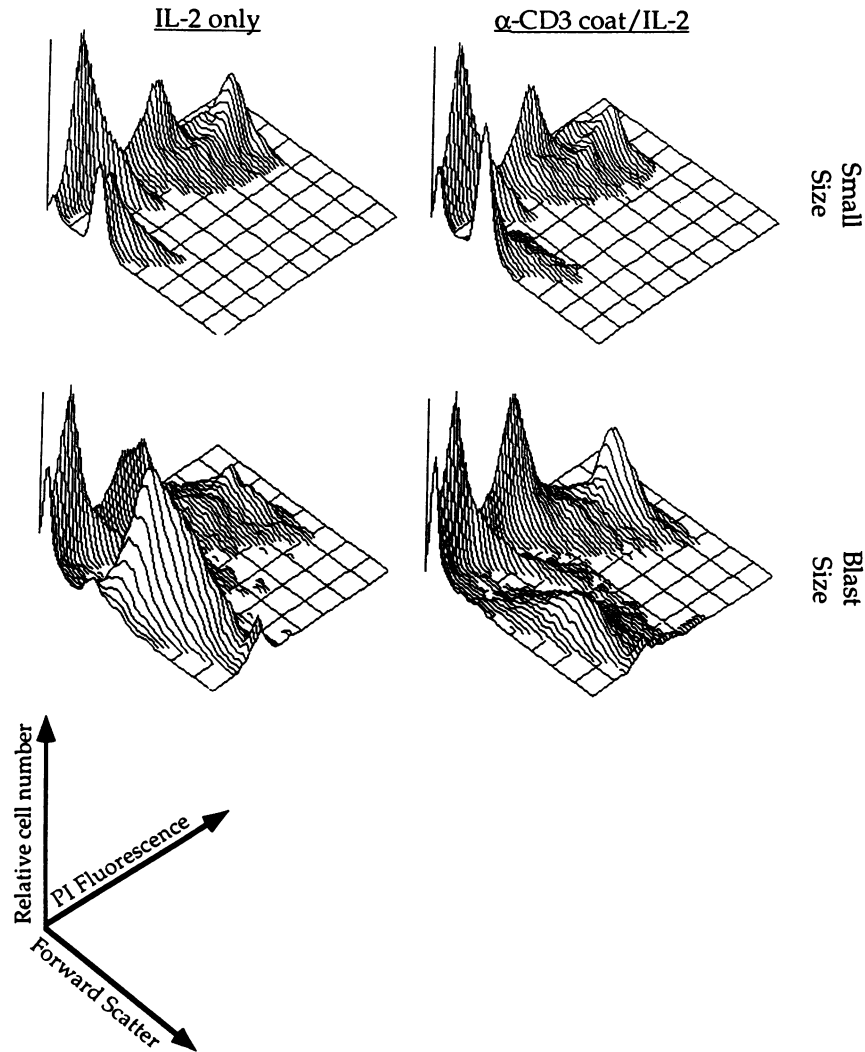 IL-2 only
α-CD3 coat/IL-2
Small
Size
Blast
Size
Relative cell number
PI Fluorescence
Forward Scatter